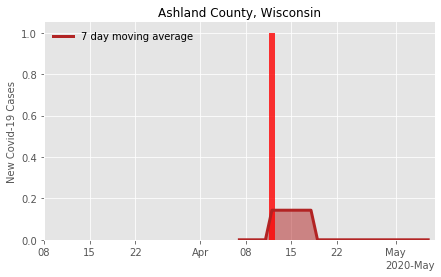 Ashland County, Wisconsin
7 day moving average
New Covid-19 Cases
1.0
0.8
0.6
0.4
0.2
0.0
08 15 22 Apr 08 15 22 May
2020-May